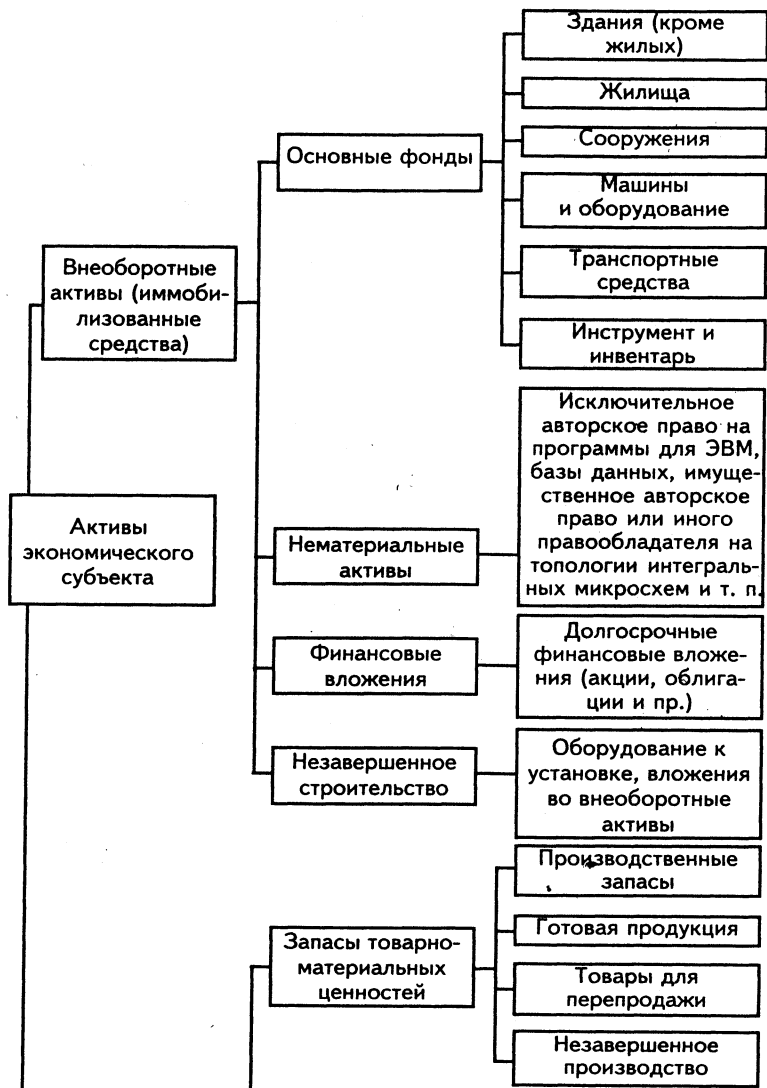 Здания (кроме
жилых)
Жилища
Сооружения
Основные фонды
Машины
и оборудование
Транспортные
средства
Инструмент и
инвентарь
Внеоборотные
активы (иммоби-
лизованные
средства)
Исключительное
авторское право на
программы для ЭВМ,
базы данных, имуще-
ственное авторское
право или иного
правообладателя на
топологии интеграль-
ных микросхем и т. п.
Активы
экономического
субъекта
Нематериальные
активы
Финансовые
вложения
Долгосрочные
финансовые вложе-
ния (акции, облига-
ции и пр.)
Незавершенное
строительство
Оборудование к
установке, вложения
во внеоборотные
активы
Производственные
запасы
Готовая продукция
Запасы товарно-
материальных
ценностей
Товары для
перепродажи
Незавершенное
производство